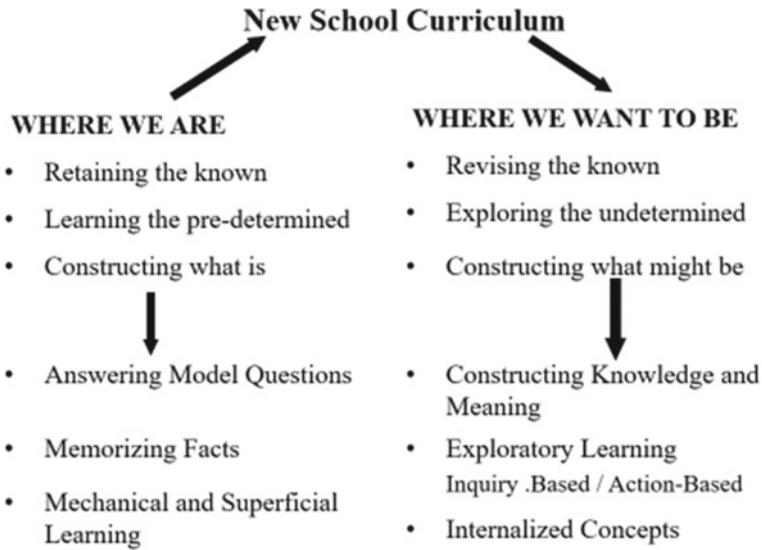 New School Curriculum
WHERE WE ARE
• Retaining the known
• Learning the pre-determined
• Constructing what is
• Answering Model Questions
• Memorizing Facts
• Mechanical and Superficial
Learning
WHERE WE WANT TO BE
• Revising the known
• Exploring the undetermined
• Constructing what might be
• Constructing Knowledge and
Meaning
• Exploratory Learning
Inquiry .Based / Action-Based
• Internalized Concepts